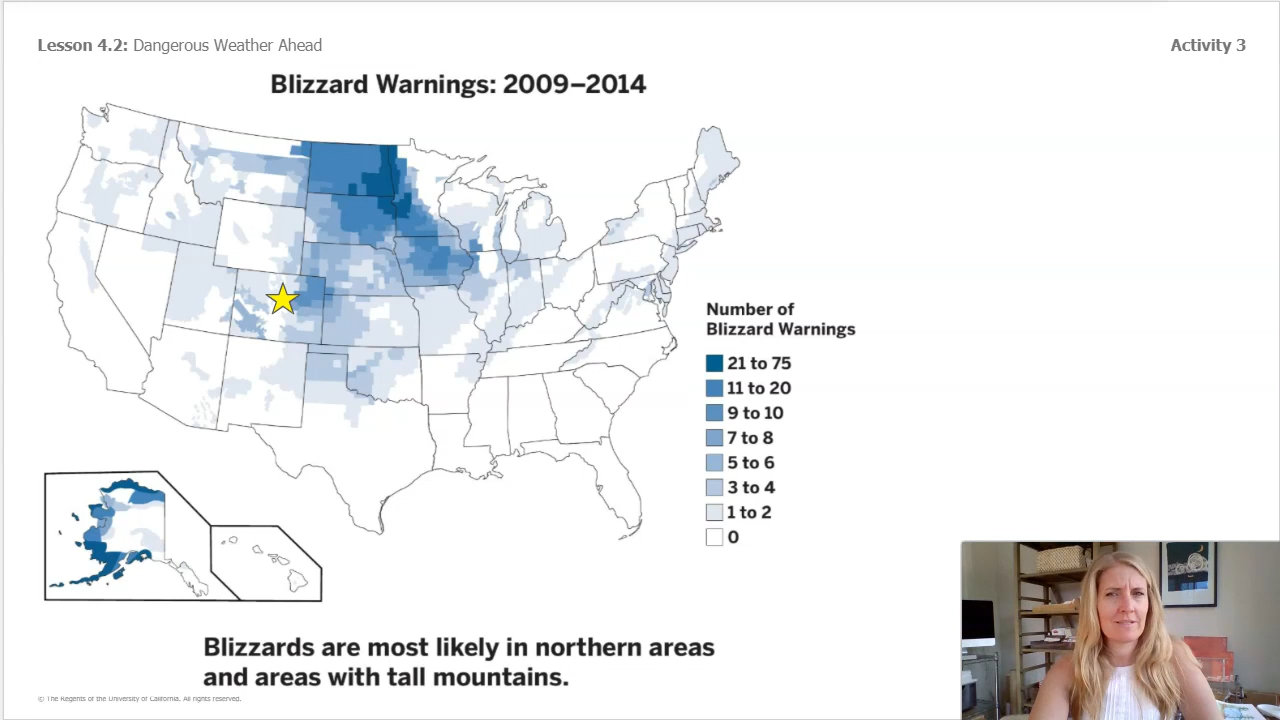 Lesson 4.2: Dangerous Weather Ahead
Activity 3
Blizzard Warnings: 2009–2014
Number of
Blizzard Warnings
21 to 75
11 to 20
9 to 10
7 to 8
5 to 6
3 to 4
1 to 2
0
Blizzards are most likely in northern areas
and areas with tall mountains.
© The Regents of the University of California. All rights reserved.